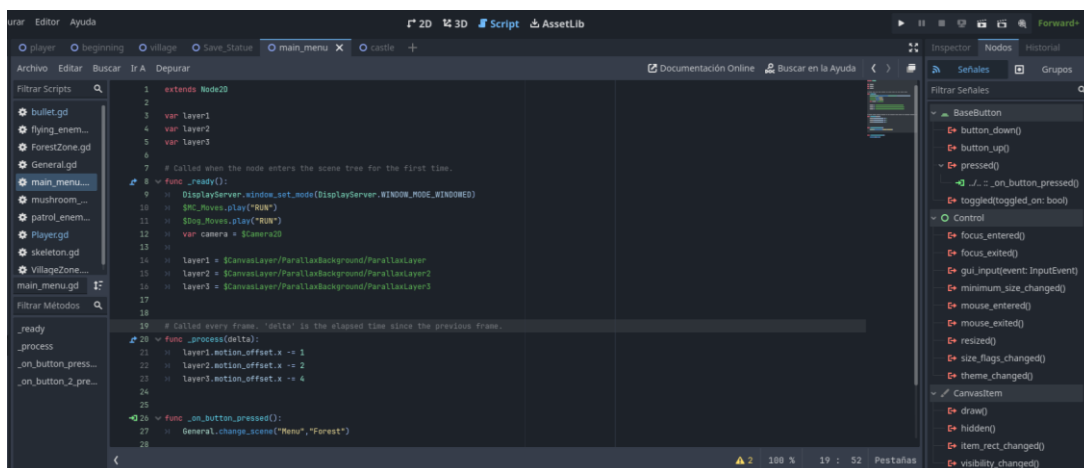 urar Editor Ayuda
2D 3D Script AssetLib
Forward+
player beginning village Save_Statue main_menu castle
Inspector Nodos Historial
Archivo Editar Buscar Ir A Depurar
Documentación Online Buscar en la Ayuda
Señales Grupos
Filtrar Scripts
Filtrar Señales
bullet.gd
flying_enem...
ForestZone.gd
General.gd
main_menu....
mushroom_...
patrol_enem...
Player.gd
skeleton.gd
VillageZone....
main_menu.gd
Filtrar Métodos
_ready
_process
_on_button_press...
_on_button_2_pre...
1 extends Node2D
2
3 var layer1
4 var layer2
5 var layer3
6
7 # Called when the node enters the scene tree for the first time.
8 func _ready():
9 DisplayServer.window_set_mode(DisplayServer.WINDOW_MODE_WINDOWED)
10 $MC_Moves.play("RUN")
11 $Dog_Moves.play("RUN")
12 var camera = $Camera2D
13
14 layer1 = $CanvasLayer/ParallaxBackground/ParallaxLayer
15 layer2 = $CanvasLayer/ParallaxBackground/ParallaxLayer2
16 layer3 = $CanvasLayer/ParallaxBackground/ParallaxLayer3
17
18
19 # Called every frame. 'delta' is the elapsed time since the previous frame.
20 func _process(delta):
21 layer1.motion_offset.x -= 1
22 layer2.motion_offset.x -= 2
23 layer3.motion_offset.x -= 4
24
25
26 func _on_button_pressed():
27 General.change_scene("Menu","Forest")
28
2 100 % 19 : 52 Pestañas
BaseButton
button_down()
button_up()
pressed()
../.. :: _on_button_pressed()
toggled(toggled_on: bool)
Control
focus_entered()
focus_exited()
gui_input(event: InputEvent)
minimum_size_changed()
mouse_entered()
mouse_exited()
resized()
size_flags_changed()
theme_changed()
CanvasItem
draw()
hidden()
item_rect_changed()
visibility_changed()